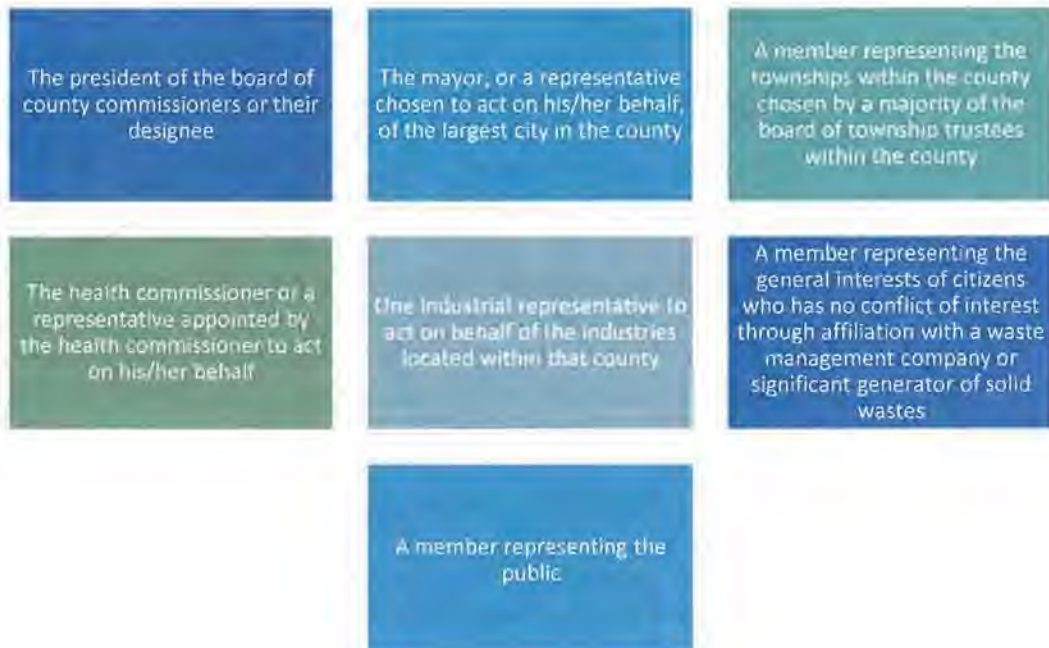 The president of the board of
county commissioners or their
designee
The mayor, or a representative
chosen to act on his/her behalf,
of the largest city in the county
A member representing the
townships within the county
chosen by a majority of the
board of township trustees
within the county
The health commissioner or a
representative appointed by
the health commissioner to act
on his/her behalf
One industrial representative to
act on behalf of the industries
located within that county
A member representing the
general interests of citizens
who has no conflict of interest
through affiliation with a waste
management company or
significant generator of solid
wastes
A member representing the
public